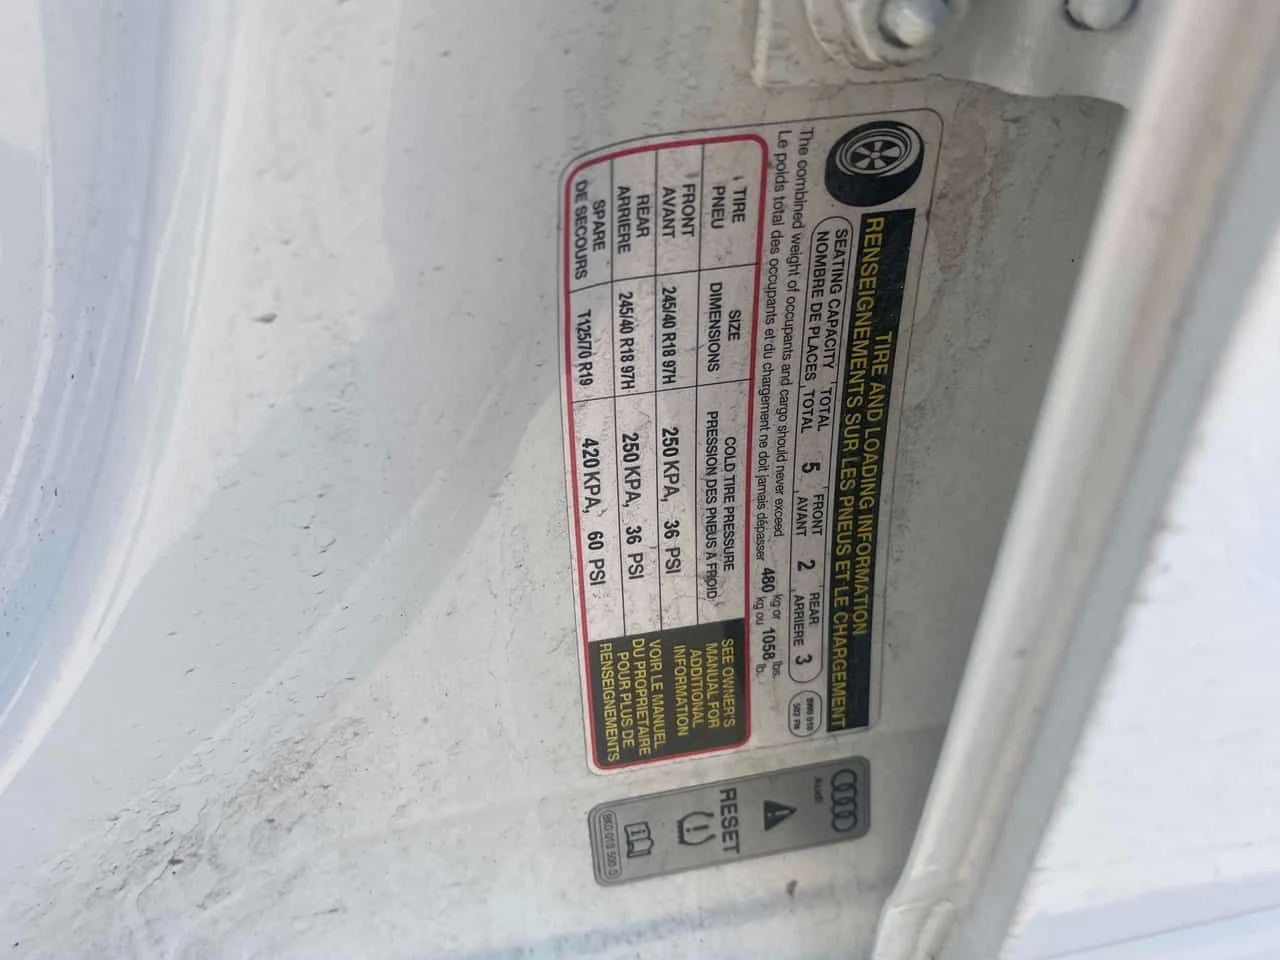 TIRE AND LOADING INFORMATION
RENSEIGNEMENTS SUR LES PNEUS ET LE CHARGEMENT
SEATING CAPACITY TOTAL 5 FRONT 2 REAR 3
NOMBRE DE PLACES TOTAL AVANT ARRIERE
The combined weight of occupants and cargo should never exceed 480 kg or 1058 lbs.
Le poids total des occupants et du chargement ne doit jamais dépasser kg ou lb.
TIRE SIZE COLD TIRE PRESSURE
PNEU DIMENSIONS PRESSION DES PNEUS À FROID
FRONT
AVANT 245/40 R18 97H 250 KPA, 36 PSI
REAR
ARRIERE 245/40 R18 97H 250 KPA, 36 PSI
SPARE
DE SECOURS T125/70 R19 420 KPA, 60 PSI
SEE OWNER'S
MANUAL FOR
ADDITIONAL
INFORMATION
VOIR LE MANUEL
DU PROPRIETAIRE
POUR PLUS DE
RENSEIGNEMENTS
Audi
RESET